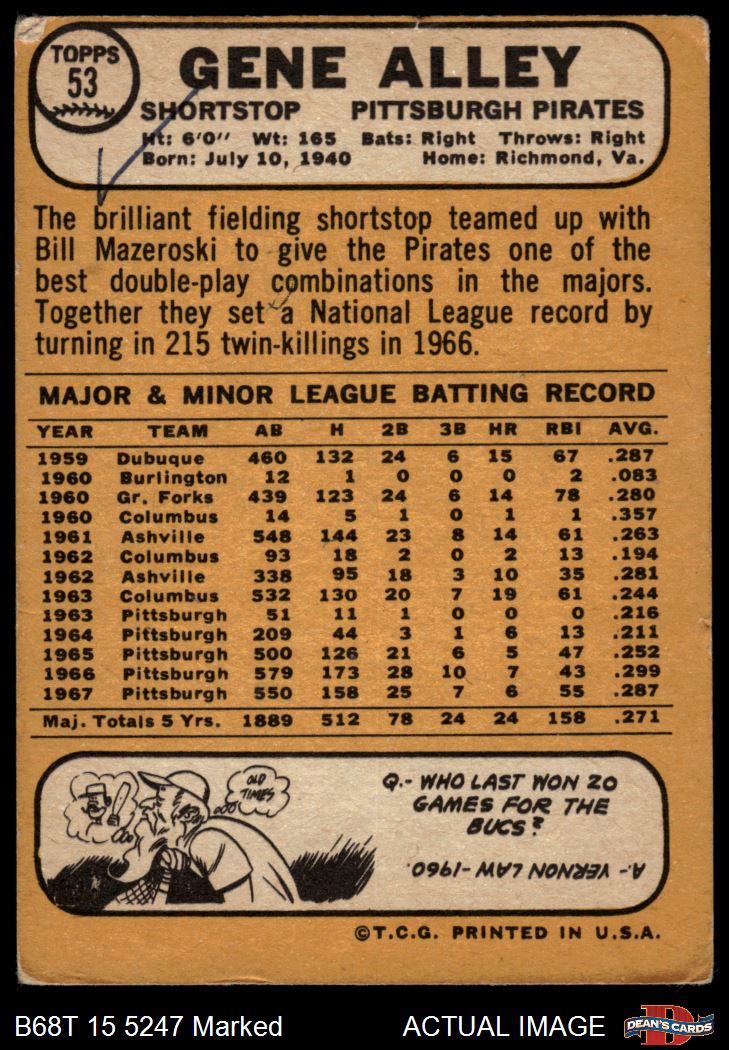 TOPPS
53
GENE ALLEY
SHORTSTOP PITTSBURGH PIRATES
Ht: 6'0" Wt: 165 Bats: Right Throws: Right
Born: July 10, 1940 Home: Richmond, Va.
The brilliant fielding shortstop teamed up with
Bill Mazeroski to give the Pirates one of the
best double-play combinations in the majors.
Together they set a National League record by
turning in 215 twin-killings in 1966.
MAJOR & MINOR LEAGUE BATTING RECORD
YEAR TEAM AB H 2B 3B HR RBI AVG.
1959 Dubuque 460 132 24 6 15 67 .287
1960 Burlington 12 1 0 0 0 2 .083
1960 Gr. Forks 439 123 24 6 14 78 .280
1960 Columbus 14 5 1 0 1 1 .357
1961 Ashville 548 144 23 8 14 61 .263
1962 Columbus 93 18 2 0 2 13 .194
1962 Ashville 338 95 18 3 10 35 .281
1963 Columbus 532 130 20 7 19 61 .244
1963 Pittsburgh 51 11 1 0 0 0 .216
1964 Pittsburgh 209 44 3 1 6 13 .211
1965 Pittsburgh 500 126 21 6 5 47 .252
1966 Pittsburgh 579 173 28 10 7 43 .299
1967 Pittsburgh 550 158 25 7 6 55 .287
Maj. Totals 5 Yrs. 1889 512 78 24 24 158 .271
OLD
TIMES
Q.- WHO LAST WON 20
GAMES FOR THE
BUCS?
A.- VERNON LAW -1960.
©T.C.G. PRINTED IN U.S.A.
B68T 15 5247 Marked ACTUAL IMAGE
D
DEAN'S CARDS